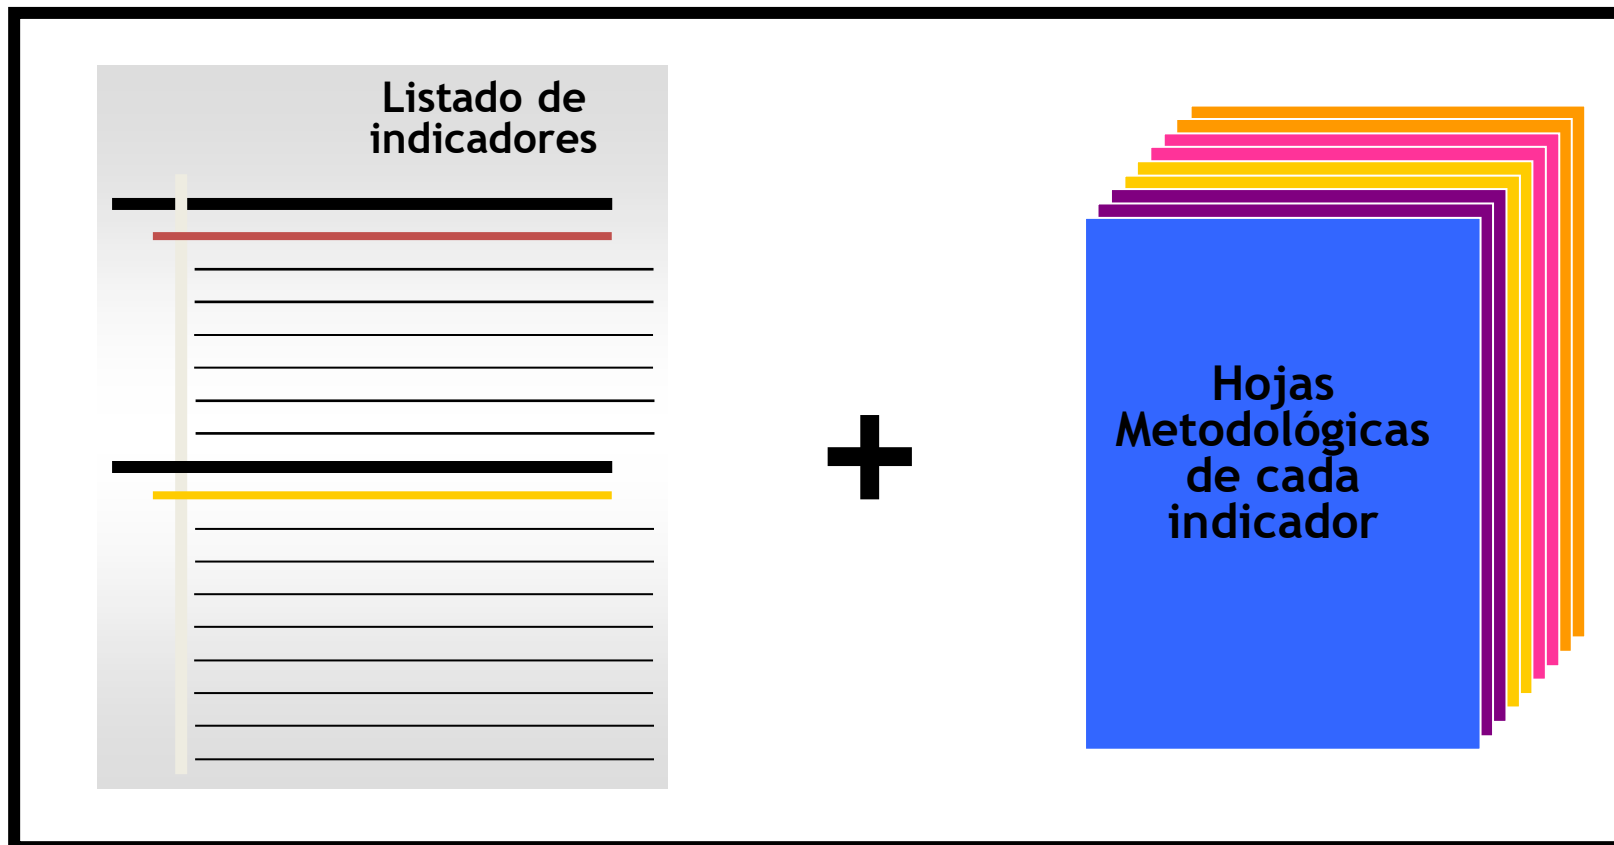 Listado de
indicadores
+
Hojas
Metodológicas
de cada
indicador